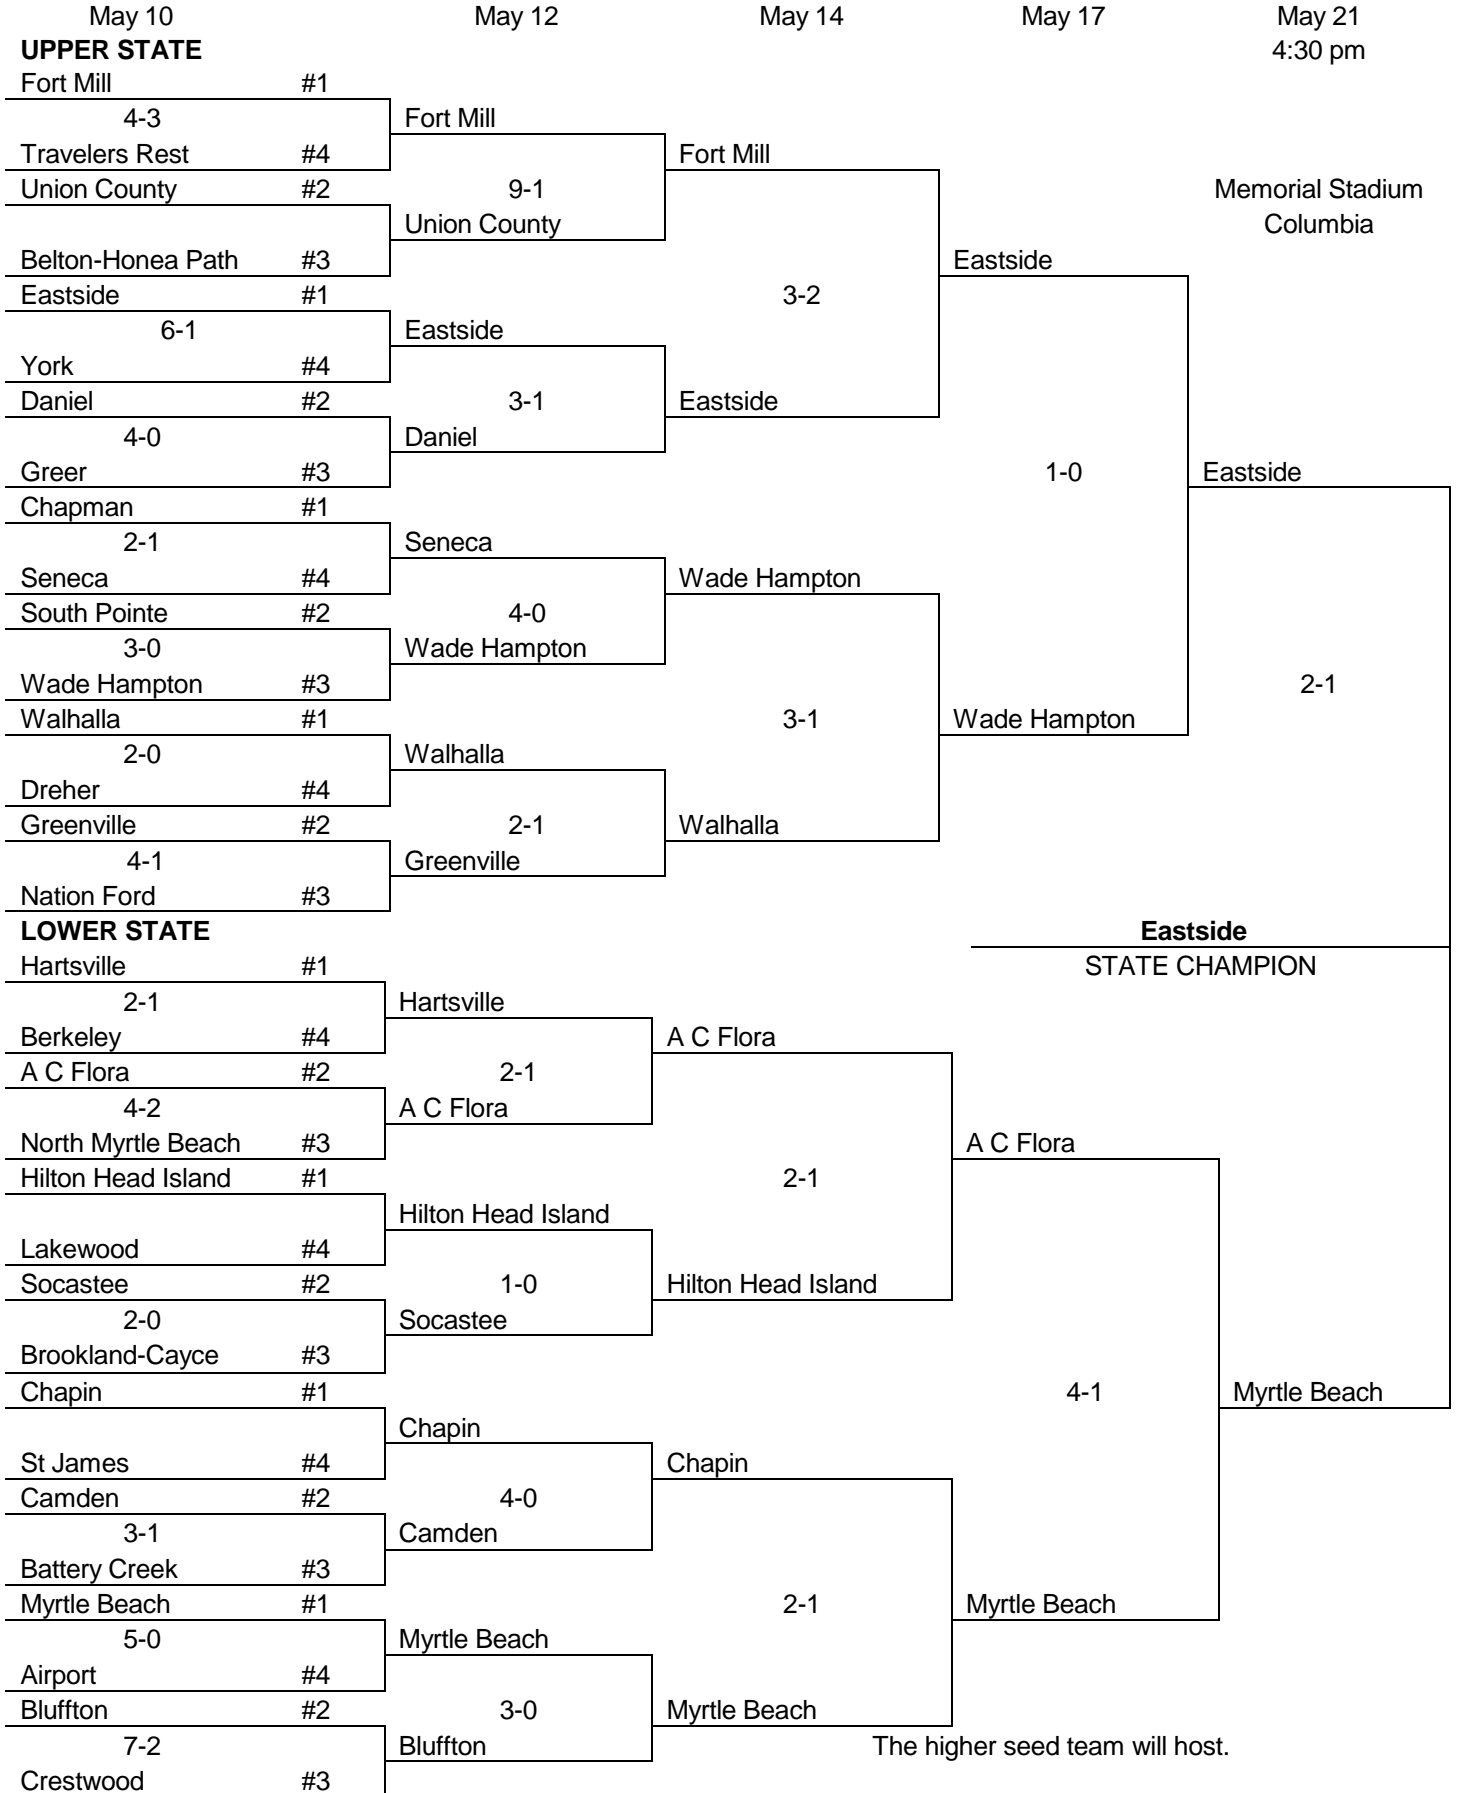 May 10 May 12 May 14 May 17 May 21
UPPER STATE 4:30 pm
Fort Mill #1
4-3 Fort Mill
Travelers Rest #4 Fort Mill
Union County #2 9-1 Memorial Stadium
Union County Columbia
Belton-Honea Path #3 Eastside
Eastside #1 3-2
6-1 Eastside
York #4
Daniel #2 3-1 Eastside
4-0 Daniel
Greer #3 1-0 Eastside
Chapman #1
2-1 Seneca
Seneca #4 Wade Hampton
South Pointe #2 4-0
3-0 Wade Hampton
Wade Hampton #3 2-1
Walhalla #1 3-1 Wade Hampton
2-0 Walhalla
Dreher #4
Greenville #2 2-1 Walhalla
4-1 Greenville
Nation Ford #3
LOWER STATE Eastside
Hartsville #1 STATE CHAMPION
2-1 Hartsville
Berkeley #4 A C Flora
A C Flora #2 2-1
4-2 A C Flora
North Myrtle Beach #3 A C Flora
Hilton Head Island #1 2-1
Hilton Head Island
Lakewood #4
Socastee #2 1-0 Hilton Head Island
2-0 Socastee
Brookland-Cayce #3
Chapin #1 4-1 Myrtle Beach
Chapin
St James #4 Chapin
Camden #2 4-0
3-1 Camden
Battery Creek #3
Myrtle Beach #1 2-1 Myrtle Beach
5-0 Myrtle Beach
Airport #4
Bluffton #2 3-0 Myrtle Beach
7-2 Bluffton The higher seed team will host.
Crestwood #3